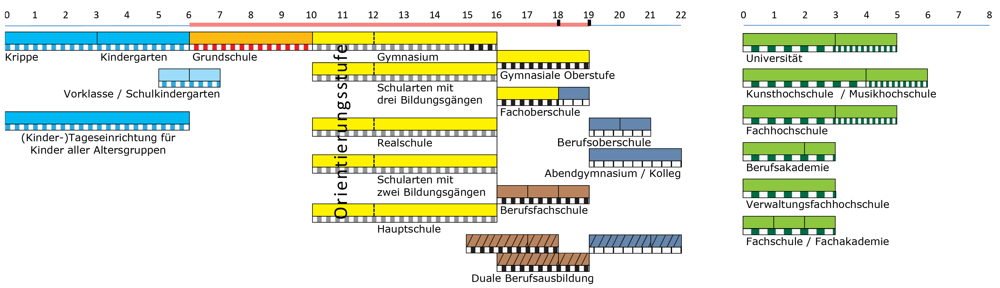 0 1 2 3 4 5 6 7 8 9 10 11 12 13 14 15 16 17 18 19 20 21 22
0 1 2 3 4 5 6 7 8
Krippe Kindergarten Grundschule Gymnasium
Vorklasse / Schulkindergarten
(Kinder-)Tageseinrichtung für
Kinder aller Altersgruppen
Orientierungsstufe
Schularten mit
drei Bildungsgängen
Realschule
Schularten mit
zwei Bildungsgängen
Hauptschule
Gymnasiale Oberstufe
Fachoberschule
Berufsoberschule
Abendgymnasium / Kolleg
Berufsfachschule
Duale Berufsausbildung
Universität
Kunsthochschule / Musikhochschule
Fachhochschule
Berufsakademie
Verwaltungsfachhochschule
Fachschule / Fachakademie